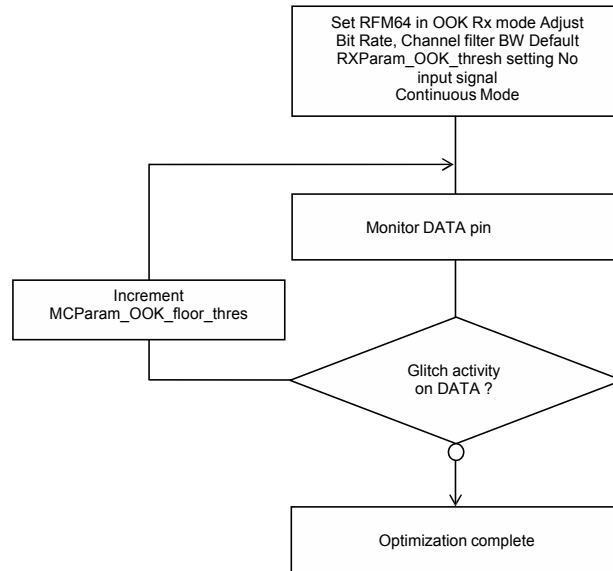 Set RFM64 in OOK Rx mode Adjust
Bit Rate, Channel filter BW Default
RXParam_OOK_thresh setting No
input signal
Continuous Mode
Monitor DATA pin
Increment
MCParam_OOK_floor_thres
Glitch activity
on DATA ?
Optimization complete